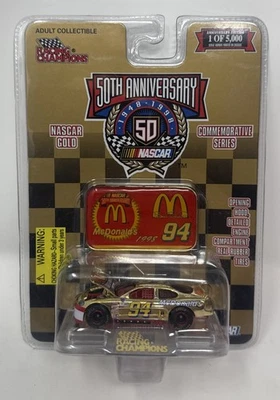 ADULT COLLECTIBLE
RACING
CHAMPIONS
1 OF 5,000
50TH ANNIVERSARY
1948-1998
50
NASCAR
NASCAR
GOLD
COMMEMORATIVE
SERIES
McDonald's
94
1998
OPENING
HOOD
DETAILED
ENGINE
COMPARTMENT
REAL RUBBER
TIRES
WARNING:
94
RACING
CHAMPIONS